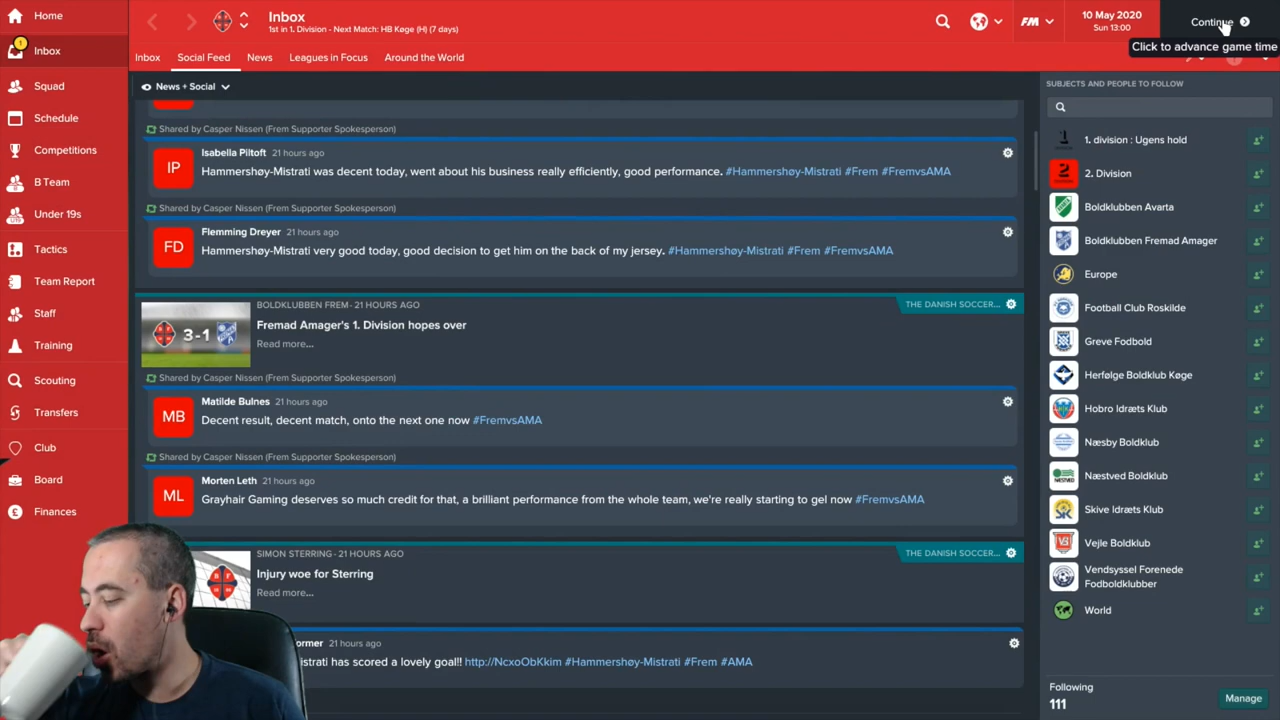 Home
Inbox
1st in 1. Division - Next Match: HB Køge (H) (7 days)
FM
10 May 2020
Sun 13:00
Continue
Click to advance game time
1
Inbox
Squad
Schedule
Competitions
B Team
Under 19s
Tactics
Team Report
Staff
Training
Scouting
Transfers
Club
Board
Finances
Inbox
Social Feed
News
Leagues in Focus
Around the World
News + Social
Shared by Casper Nissen (Frem Supporter Spokesperson)
IP
Isabella Piltoft 21 hours ago
Hammershøy-Mistrati was decent today, went about his business really efficiently, good performance. #Hammershøy-Mistrati #Frem #FremvsAMA
Shared by Casper Nissen (Frem Supporter Spokesperson)
FD
Flemming Dreyer 21 hours ago
Hammershøy-Mistrati very good today, good decision to get him on the back of my jersey. #Hammershøy-Mistrati #Frem #FremvsAMA
3-1
BOLDKLUBBEN FREM - 21 HOURS AGO
THE DANISH SOCCER...
Fremad Amager's 1. Division hopes over
Read more...
Shared by Casper Nissen (Frem Supporter Spokesperson)
MB
Matilde Bulnes 21 hours ago
Decent result, decent match, onto the next one now #FremvsAMA
Shared by Casper Nissen (Frem Supporter Spokesperson)
ML
Morten Leth 21 hours ago
Grayhair Gaming deserves so much credit for that, a brilliant performance from the whole team, we're really starting to gel now #FremvsAMA
SIMON STERRING - 21 HOURS AGO
THE DANISH SOCCER...
Injury woe for Sterring
Read more...
ormer 21 hours ago
istrati has scored a lovely goal!! http://NcxoObKkim #Hammershøy-Mistrati #Frem #AMA
SUBJECTS AND PEOPLE TO FOLLOW
1. division : Ugens hold
2. Division
Boldklubben Avarta
Boldklubben Fremad Amager
Europe
Football Club Roskilde
Greve Fodbold
Herfølge Boldklub Køge
Hobro Idræts Klub
Næsby Boldklub
Næstved Boldklub
Skive Idræts Klub
Vejle Boldklub
Vendsyssel Forenede
Fodboldklubber
World
Following
111
Manage